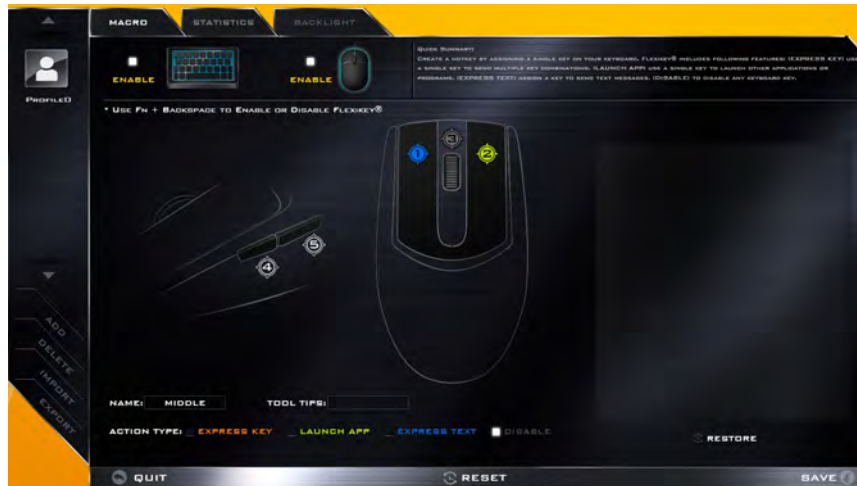 MACRO STATISTICS BACKLIGHT
ENABLE ENABLE
QUICK SUMMARY:
CREATE A HOTKEY BY ASSIGNING A SINGLE KEY ON YOUR KEYBOARD. FLEXIKEY® INCLUDES FOLLOWING FEATURES: (EXPRESS KEY) USE
A SINGLE KEY TO SEND MULTIPLE KEY COMBINATIONS. (LAUNCH APP) USE A SINGLE KEY TO LAUNCH OTHER APPLICATIONS OR
PROGRAMS. (EXPRESS TEXT) ASSIGN A KEY TO SEND TEXT MESSAGES. (DISABLE) TO DISABLE ANY KEYBOARD KEY.
PROFILE0
* USE FN + BACKSPACE TO ENABLE OR DISABLE FLEXIKEY®
3
1 2
5
4
ADD
DELETE
IMPORT
EXPORT
NAME: MIDDLE TOOL TIPS:
ACTION TYPE: EXPRESS KEY LAUNCH APP EXPRESS TEXT DISABLE
RESTORE
QUIT RESET SAVE